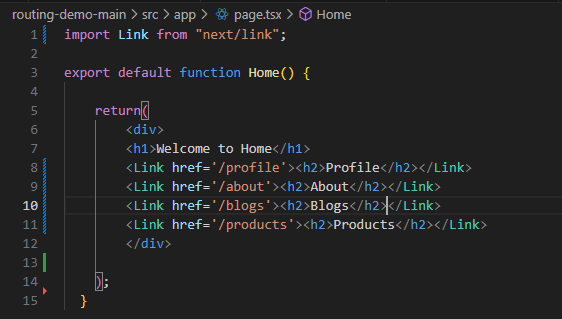 routing-demo-main > src > app > page.tsx > Home
1 import Link from "next/link";
2
3 export default function Home() {
4
5 return(
6 <div>
7 <h1>Welcome to Home</h1>
8 <Link href='/profile'><h2>Profile</h2></Link>
9 <Link href='/about'><h2>About</h2></Link>
10 <Link href='/blogs'><h2>Blogs</h2></Link>
11 <Link href='/products'><h2>Products</h2></Link>
12 </div>
13
14 );
15 }